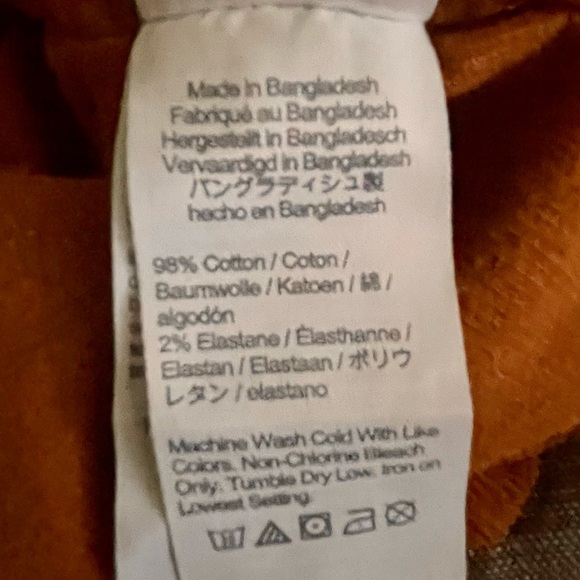 Made in Bangladesh
Fabriqué au Bangladesh
Hergestellt in Bangladesch
Vervaardigd in Bangladesh
バングラディシュ製
hecho en Bangladesh
98% Cotton / Coton /
Baumwolle / Katoen / 綿 /
algodón
2% Elastane / Élasthanne /
Elastan / Elastaan / ポリウ
レタン / elastano
Machine Wash Cold With Like
Colors. Non-Chlorine Bleach
Only. Tumble Dry Low. Iron on
Lowest Setting.